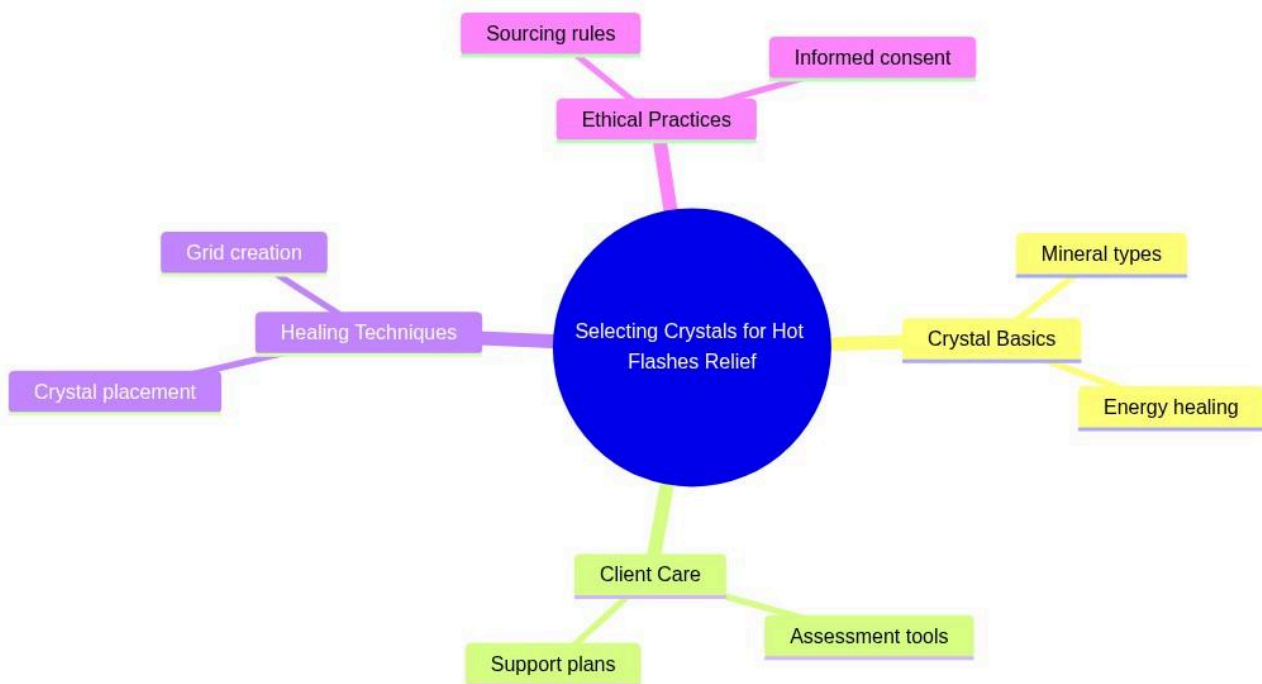 Sourcing rules
Informed consent
Ethical Practices
Grid creation
Mineral types
Healing Techniques
Selecting Crystals for Hot
Flashes Relief
Crystal Basics
Crystal placement
Energy healing
Client Care
Assessment tools
Support plans